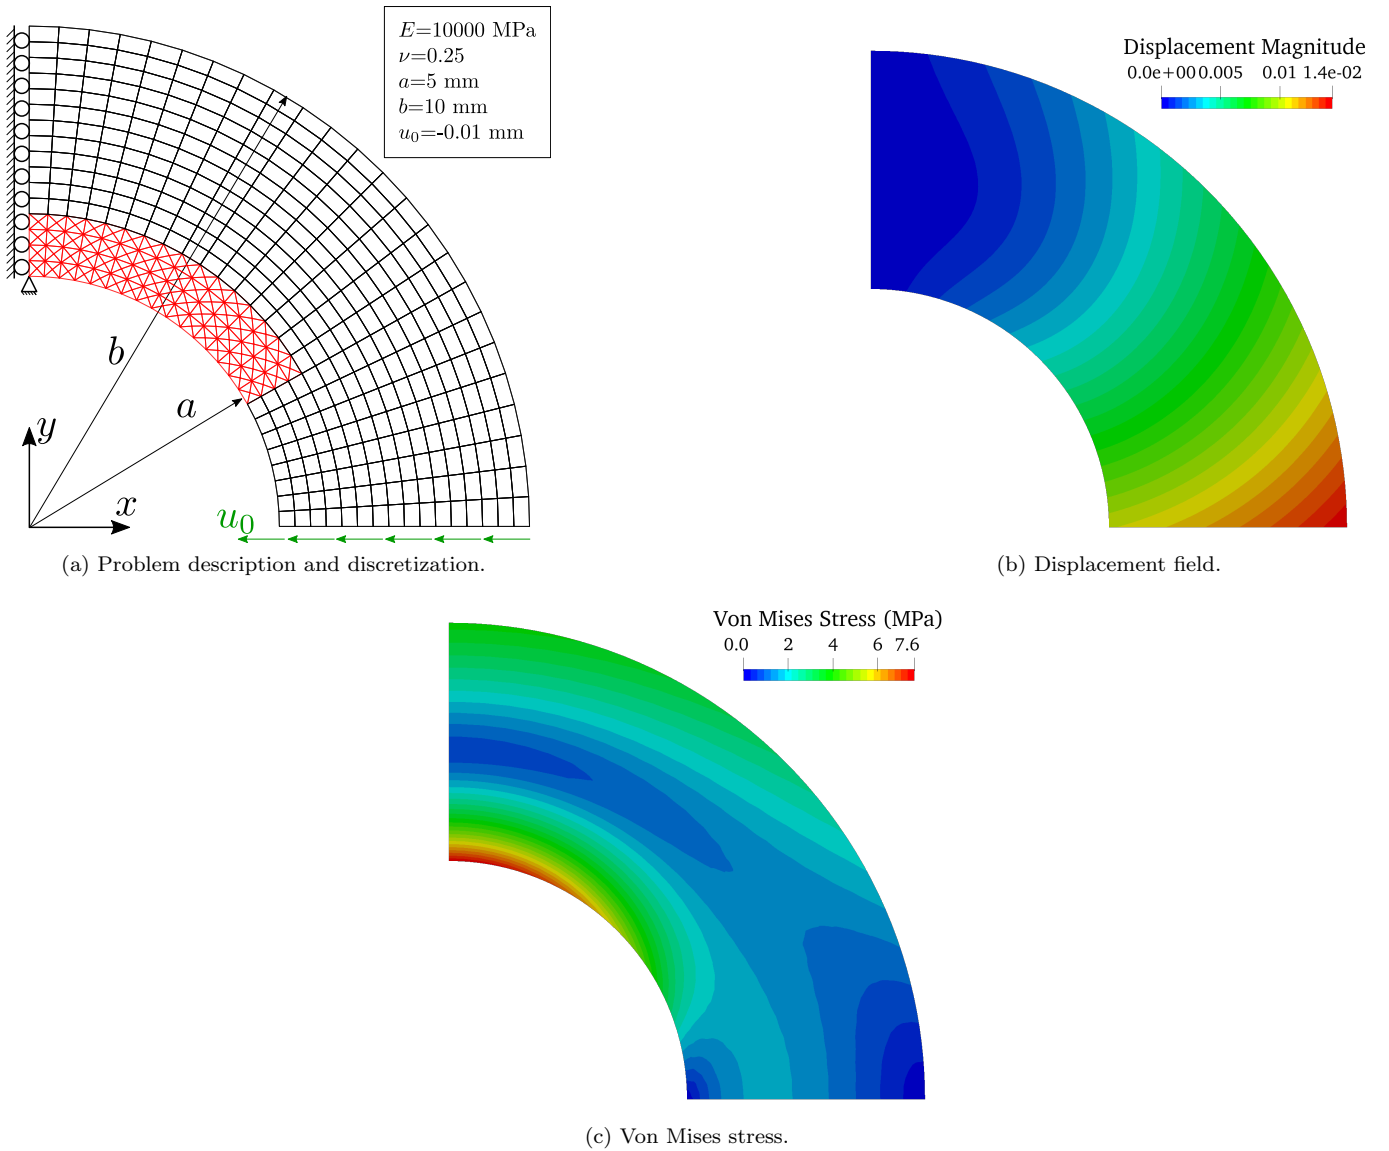 E=10000 MPa
ν=0.25
a=5 mm
b=10 mm
u₀=-0.01 mm
b
a
y
x
u₀
(a) Problem description and discretization.
Displacement Magnitude
0.0e+00 0.005 0.01 1.4e-02
(b) Displacement field.
Von Mises Stress (MPa)
0.0 2 4 6 7.6
(c) Von Mises stress.